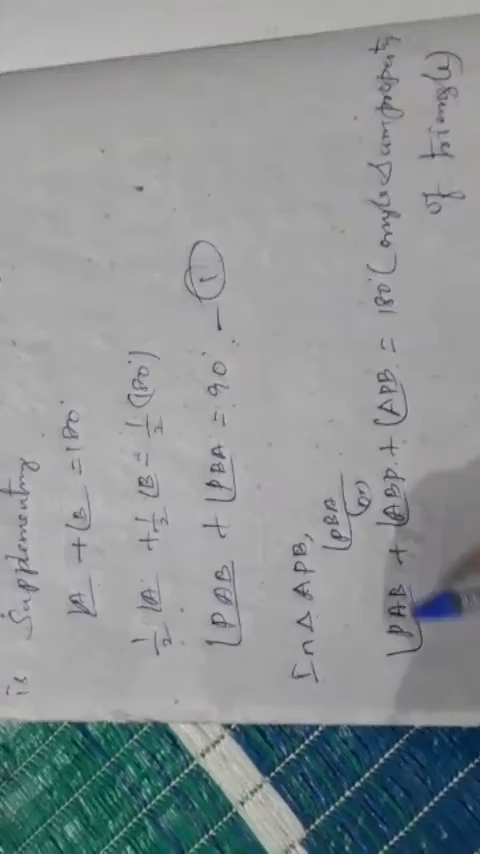 is Supplementary
∠A + ∠B = 180°
½ ∠A + ½ ∠B = ½ (180°)
∠PAB + ∠PBA = 90° — ①
In Δ APB,
∠PBA
(or)
∠PAB + ∠ABP + ∠APB = 180° (angle sum property
of triangle)